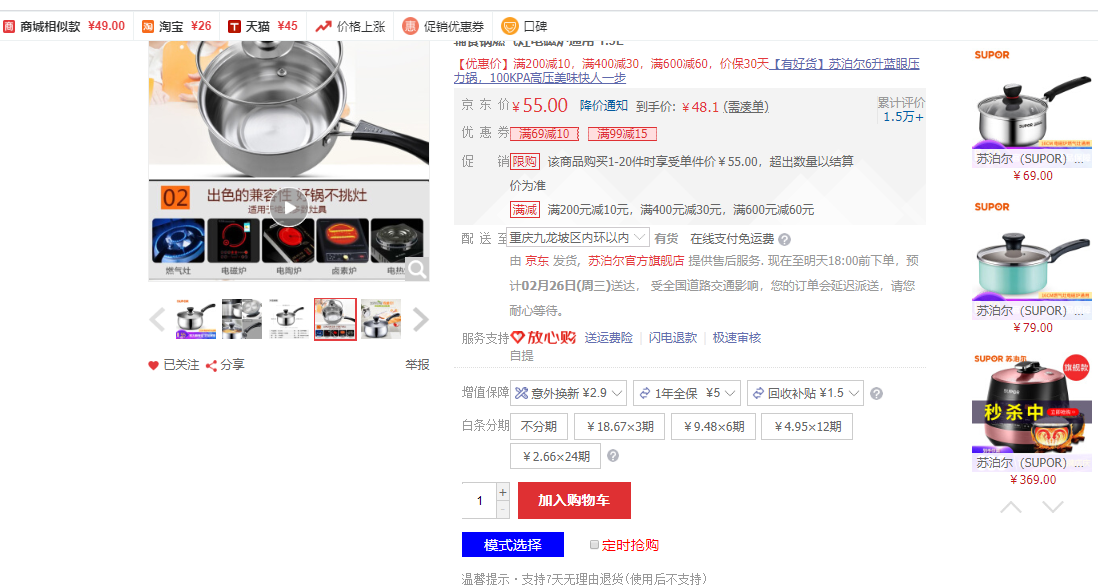 商 商城相似款 ¥49.00 淘 淘宝 ¥26 T 天猫 ¥45 价格上涨 惠 促销优惠券 口碑
辅食锅燃气灶电磁炉通用 1.5L
【优惠价】满200减10，满400减30，满600减60，价保30天【有好货】苏泊尔6升蓝眼压
力锅，100KPA高压美味快人一步
京东价 ¥55.00 降价通知 到手价: ¥48.1 (需凑单)
累计评价
1.5万+
优惠券 满69减10 满99减15
促销 限购 该商品购买1-20件时享受单件价¥55.00，超出数量以结算
价为准
满减 满200元减10元，满400元减30元，满600元减60元
配送至 重庆九龙坡区内环以内 有货 在线支付免运费 ?
由 京东 发货，苏泊尔官方旗舰店 提供售后服务. 现在至明天18:00前下单，预
计02月26日(周三)送达， 受全国道路交通影响，您的订单会延迟派送，请您
耐心等待。
服务支持 放心购 送运费险 闪电退款 极速审核
自提
增值保障 意外换新 ¥2.9 1年全保 ¥5 回收补贴 ¥1.5 ?
白条分期 不分期 ¥18.67×3期 ¥9.48×6期 ¥4.95×12期
¥2.66×24期 ?
1 + - 加入购物车
模式选择 定时抢购
温馨提示·支持7天无理由退货(使用后不支持)
02 出色的兼容性 好锅不挑灶
燃气灶 电磁炉 电陶炉 卤素炉
已关注 分享 举报
SUPOR
SUPOR
苏泊尔（SUPOR）...
¥69.00
SUPOR
苏泊尔（SUPOR）...
¥79.00
SUPOR 苏泊尔
旗舰款
秒杀中
苏泊尔（SUPOR）...
¥369.00